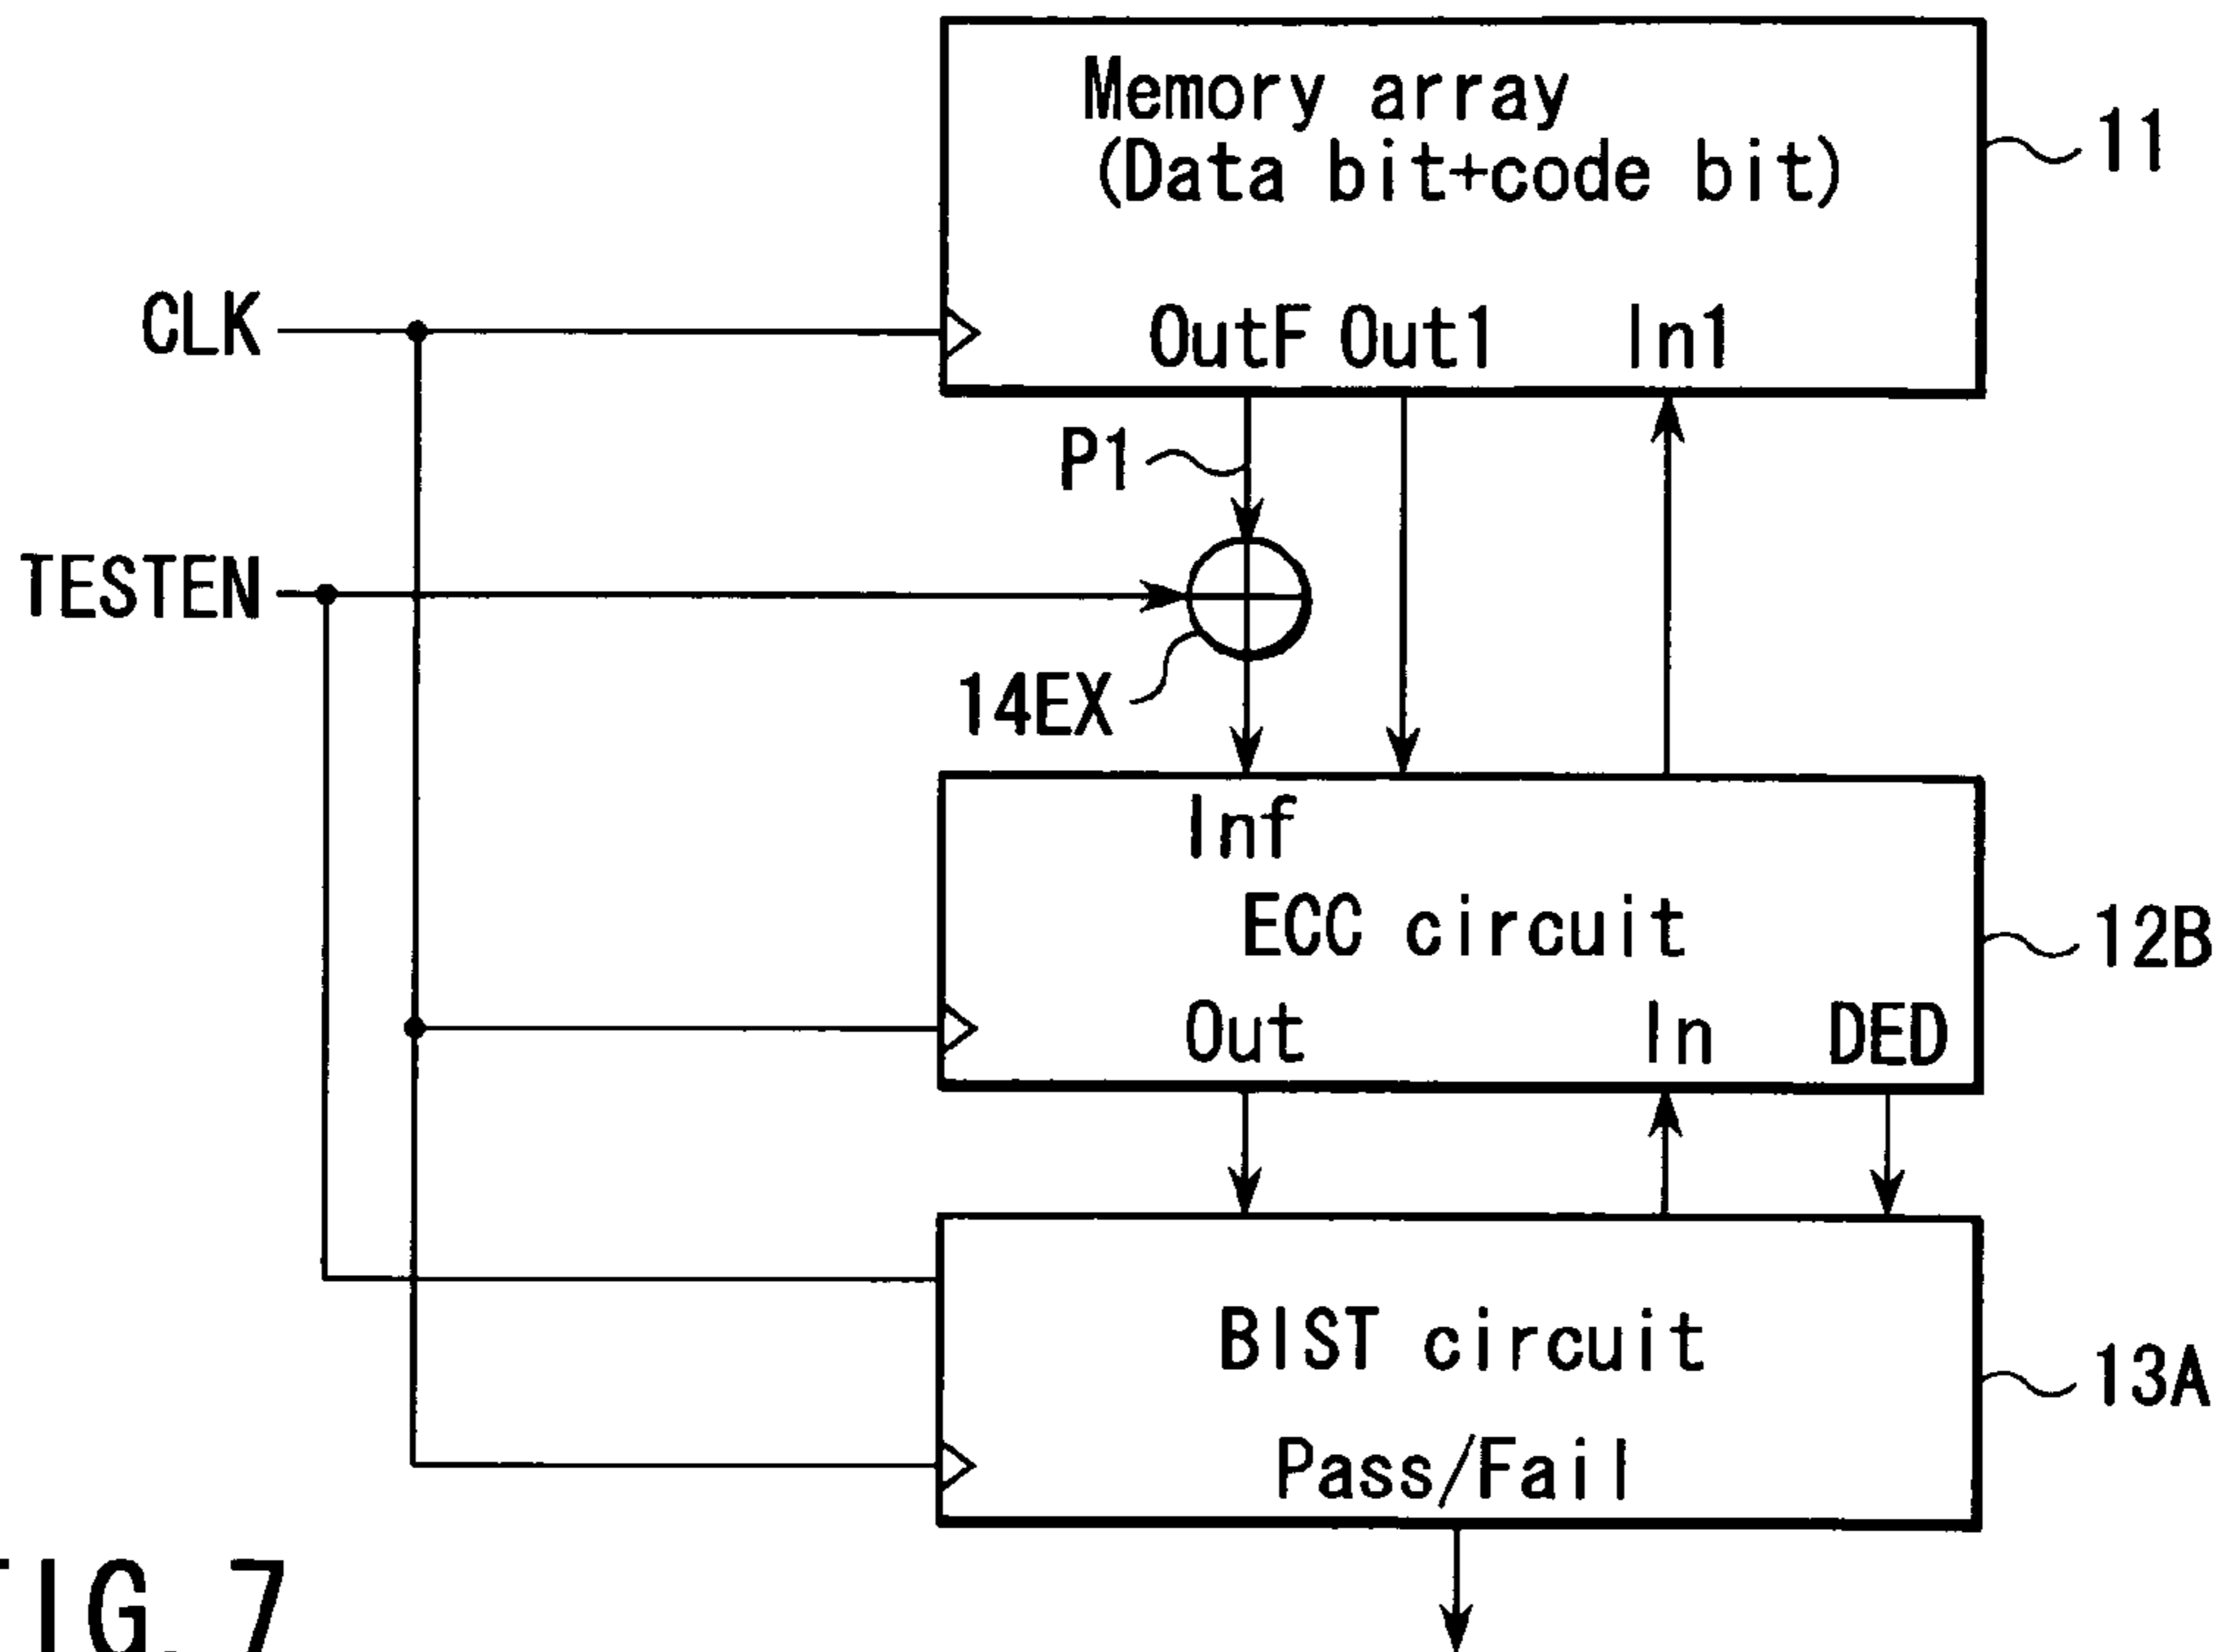 Memory array
(Data bit+code bit)
11
CLK
OutF Out1 In1
P1
TESTEN
14EX
Inf
ECC circuit
12B
Out In DED
BIST circuit
13A
Pass/Fail
FIG. 7